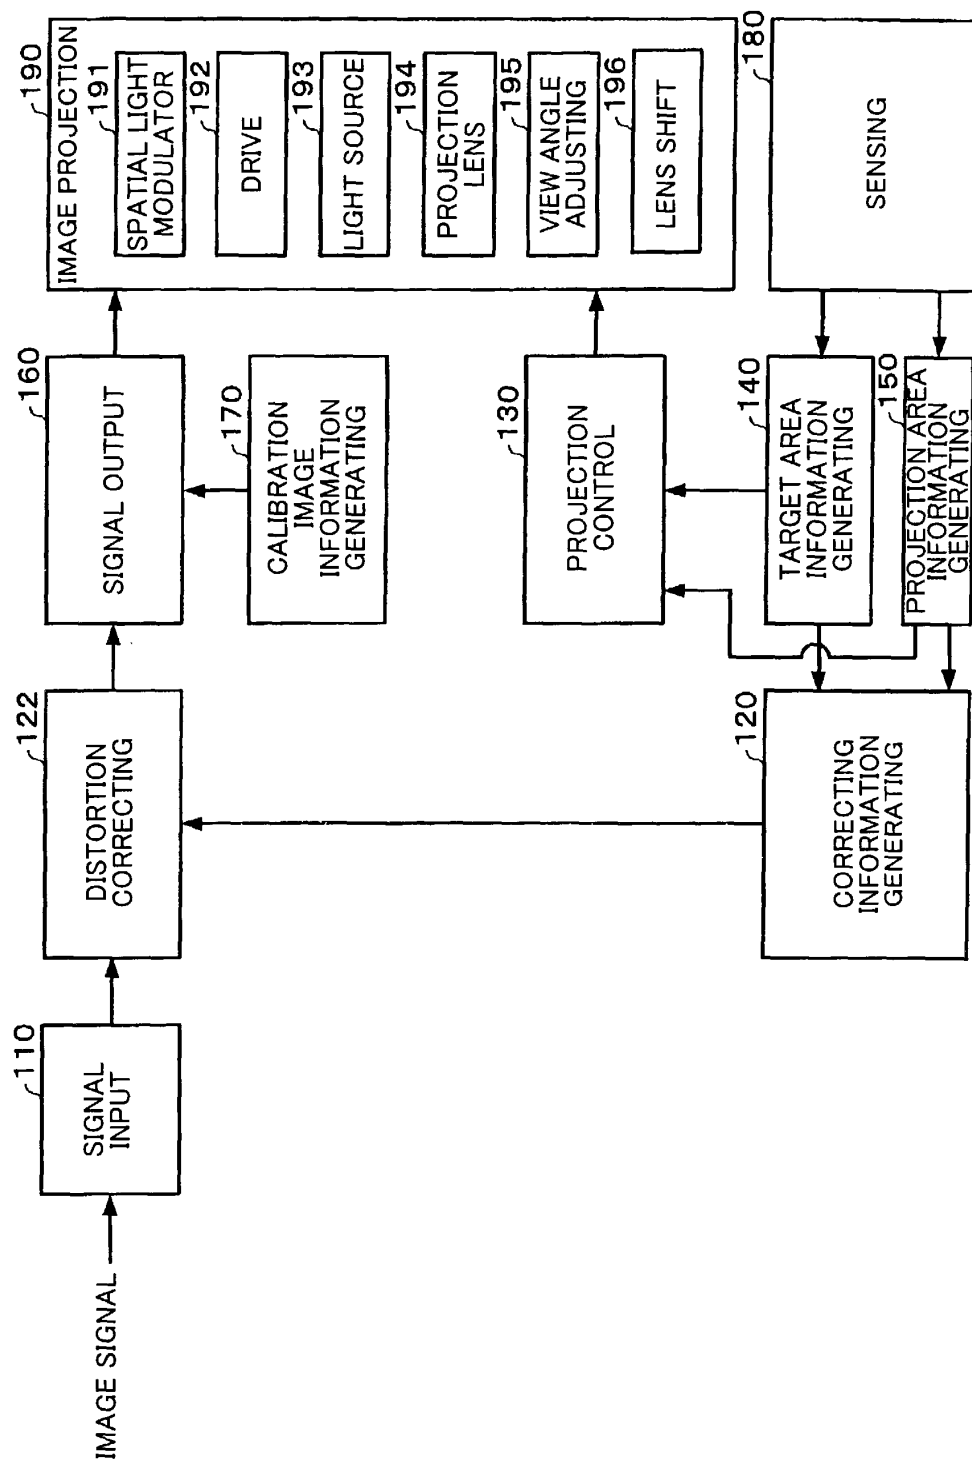 IMAGE SIGNAL
110
SIGNAL
INPUT
122
DISTORTION
CORRECTING
160
SIGNAL OUTPUT
170
CALIBRATION
IMAGE
INFORMATION
GENERATING
190
IMAGE PROJECTION
191
SPATIAL LIGHT
MODULATOR
192
DRIVE
193
LIGHT SOURCE
194
PROJECTION
LENS
195
VIEW ANGLE
ADJUSTING
196
LENS SHIFT
130
PROJECTION
CONTROL
120
CORRECTING
INFORMATION
GENERATING
140
TARGET AREA
INFORMATION
GENERATING
150
PROJECTION AREA
INFORMATION
GENERATING
180
SENSING